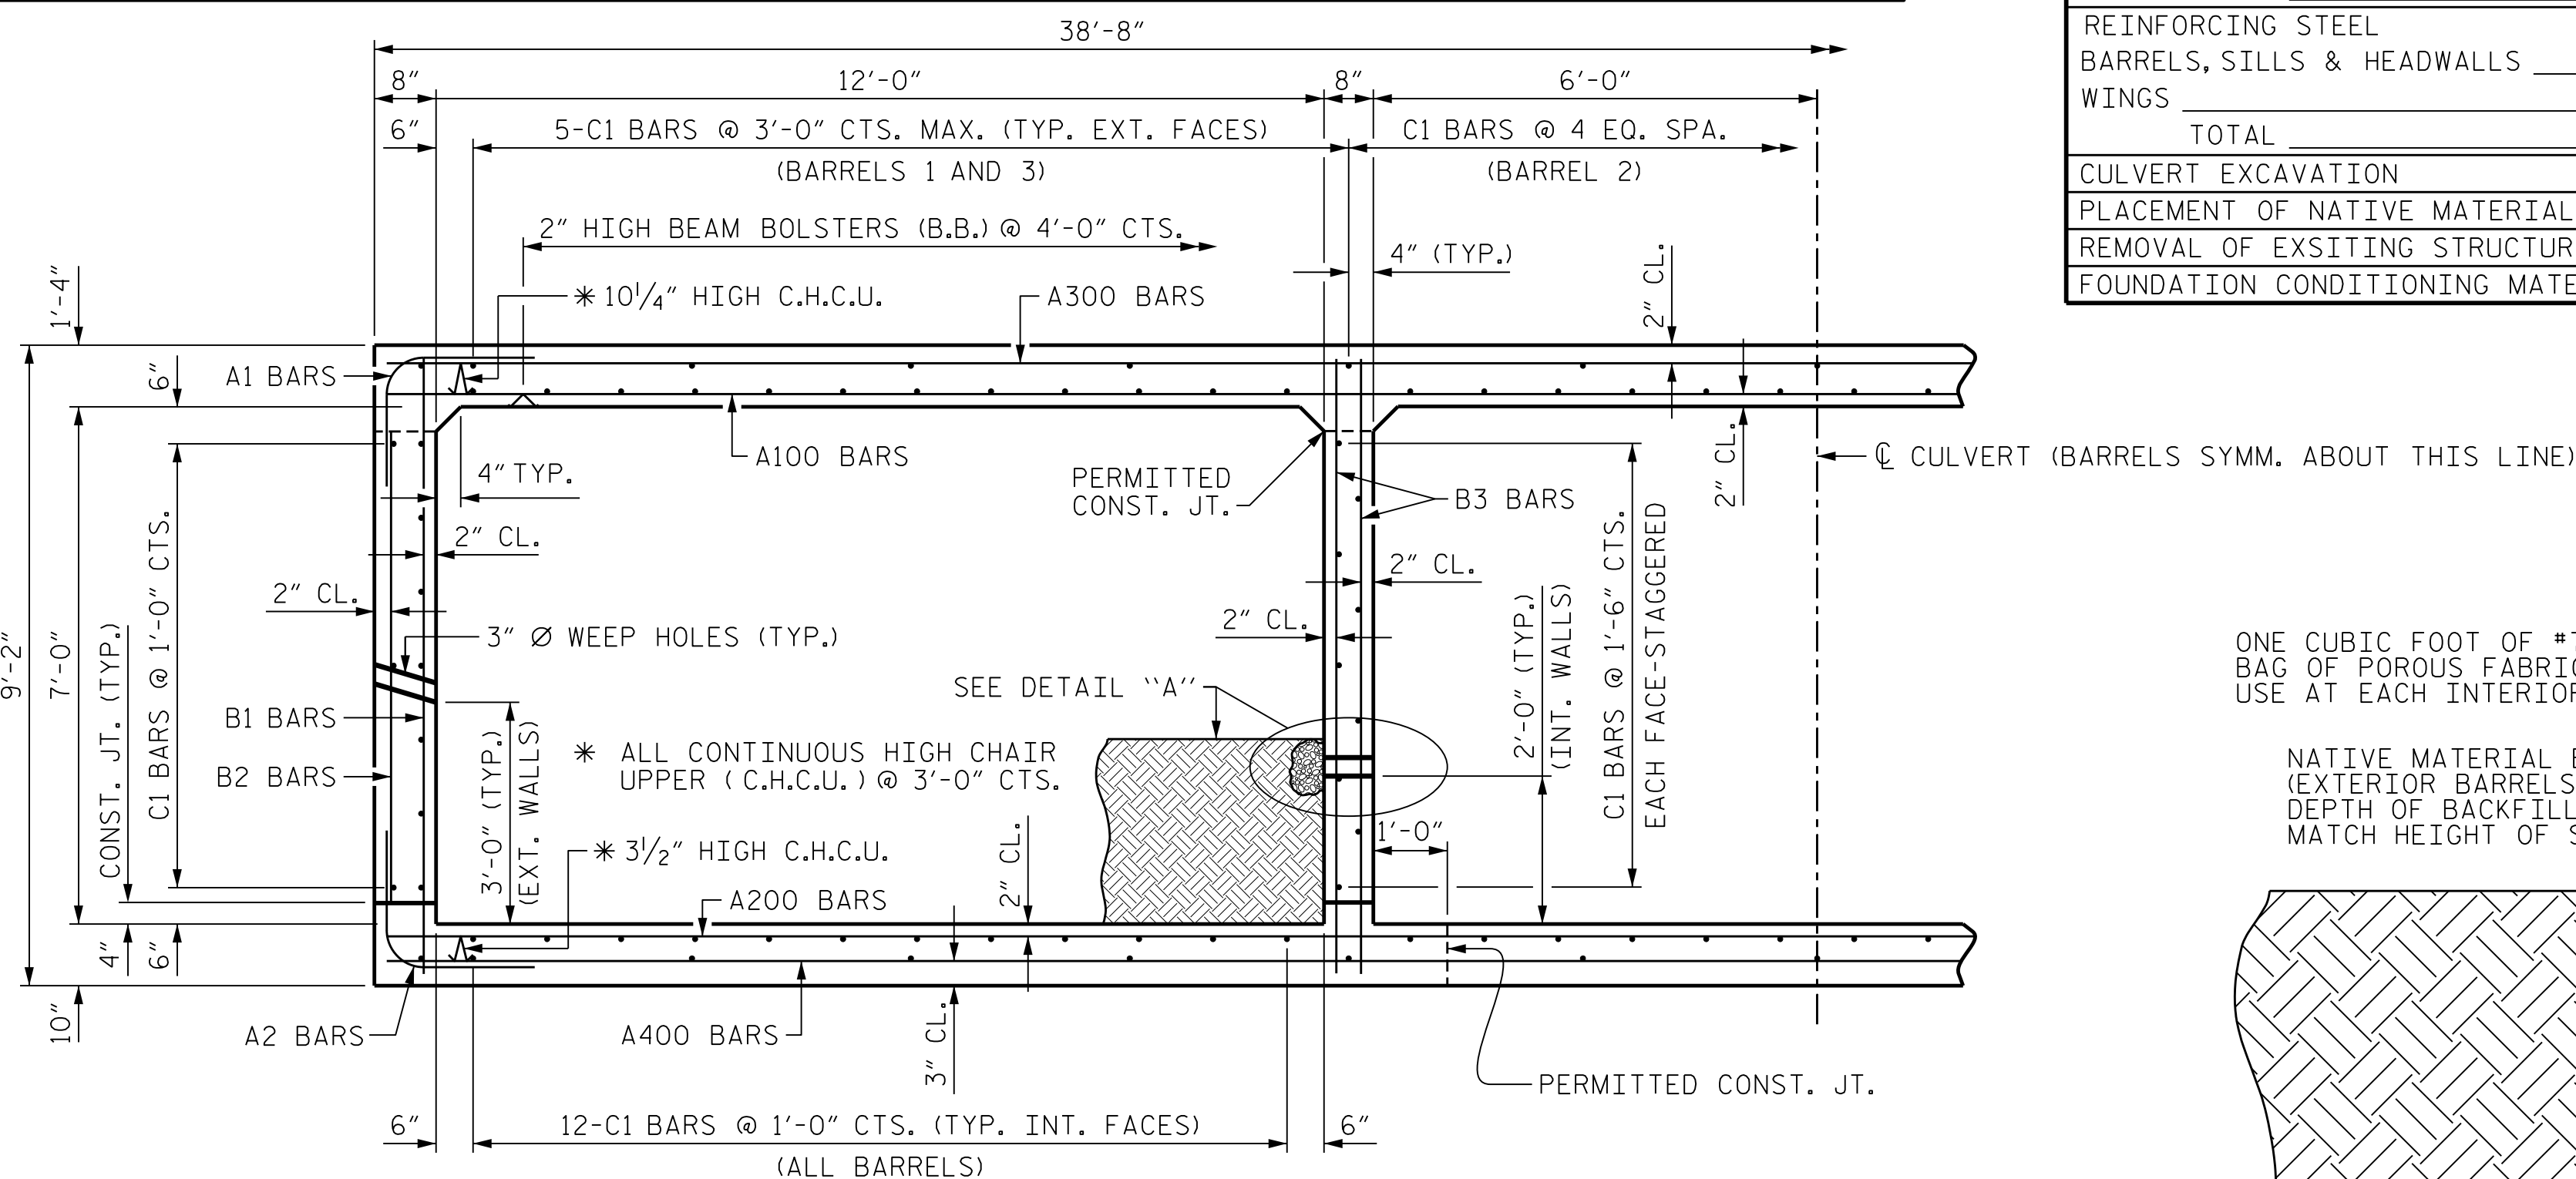 38'-8"
8"
12'-0"
8"
6'-0"
6"
5-C1 BARS @ 3'-0" CTS. MAX. (TYP. EXT. FACES)
(BARRELS 1 AND 3)
C1 BARS @ 4 EQ. SPA.
(BARREL 2)
2" HIGH BEAM BOLSTERS (B.B.) @ 4'-0" CTS.
4" (TYP.)
2" CL.
* 10 1/4" HIGH C.H.C.U.
A300 BARS
1'-4"
6"
A1 BARS
A100 BARS
4" TYP.
PERMITTED
CONST. JT.
B3 BARS
2" CL.
℄ CULVERT (BARRELS SYMM. ABOUT THIS LINE)
2" CL.
2" CL.
2" CL.
2" CL.
9'-2"
7'-0"
CONST. JT. (TYP.)
C1 BARS @ 1'-0" CTS.
3" Ø WEEP HOLES (TYP.)
B1 BARS
B2 BARS
3'-0" (TYP.)
(EXT. WALLS)
* ALL CONTINUOUS HIGH CHAIR
UPPER ( C.H.C.U. ) @ 3'-0" CTS.
SEE DETAIL "A"
2'-0" (TYP.)
(INT. WALLS)
C1 BARS @ 1'-6" CTS.
EACH FACE-STAGGERED
1'-0"
* 3 1/2" HIGH C.H.C.U.
A200 BARS
2" CL.
4"
6"
10"
A2 BARS
A400 BARS
3" CL.
PERMITTED CONST. JT.
6"
12-C1 BARS @ 1'-0" CTS. (TYP. INT. FACES)
(ALL BARRELS)
6"
REINFORCING STEEL
BARRELS, SILLS & HEADWALLS
WINGS
TOTAL
CULVERT EXCAVATION
PLACEMENT OF NATIVE MATERIAL
REMOVAL OF EXSITING STRUCTUR
FOUNDATION CONDITIONING MATE
ONE CUBIC FOOT OF #
BAG OF POROUS FABRIC
USE AT EACH INTERIOR
NATIVE MATERIAL
(EXTERIOR BARRELS
DEPTH OF BACKFILL
MATCH HEIGHT OF